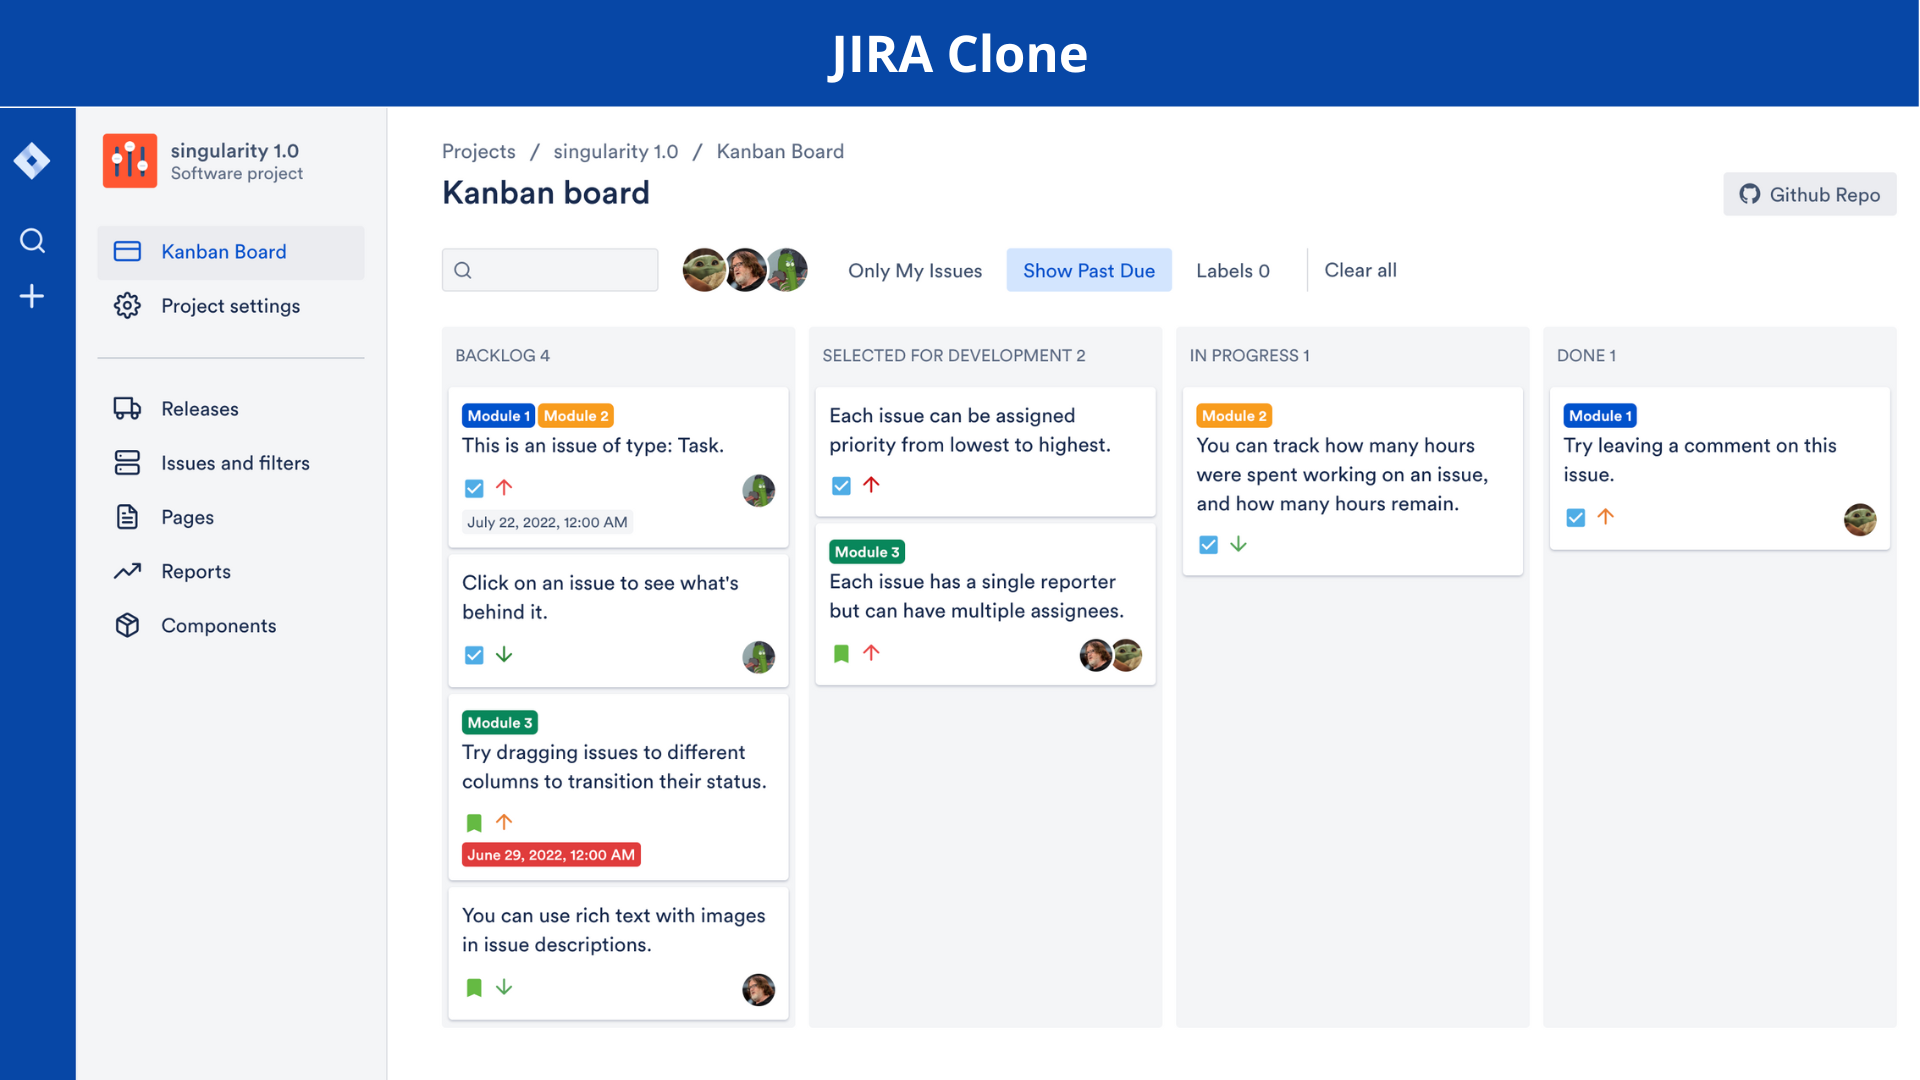 JIRA Clone
singularity 1.0
Software project
Kanban Board
Project settings
Releases
Issues and filters
Pages
Reports
Components
Projects / singularity 1.0 / Kanban Board
Kanban board
Github Repo
Only My Issues
Show Past Due
Labels 0
Clear all
BACKLOG 4
Module 1 Module 2
This is an issue of type: Task.
July 22, 2022, 12:00 AM
Click on an issue to see what's
behind it.
Module 3
Try dragging issues to different
columns to transition their status.
June 29, 2022, 12:00 AM
You can use rich text with images
in issue descriptions.
SELECTED FOR DEVELOPMENT 2
Each issue can be assigned
priority from lowest to highest.
Module 3
Each issue has a single reporter
but can have multiple assignees.
IN PROGRESS 1
Module 2
You can track how many hours
were spent working on an issue,
and how many hours remain.
DONE 1
Module 1
Try leaving a comment on this
issue.